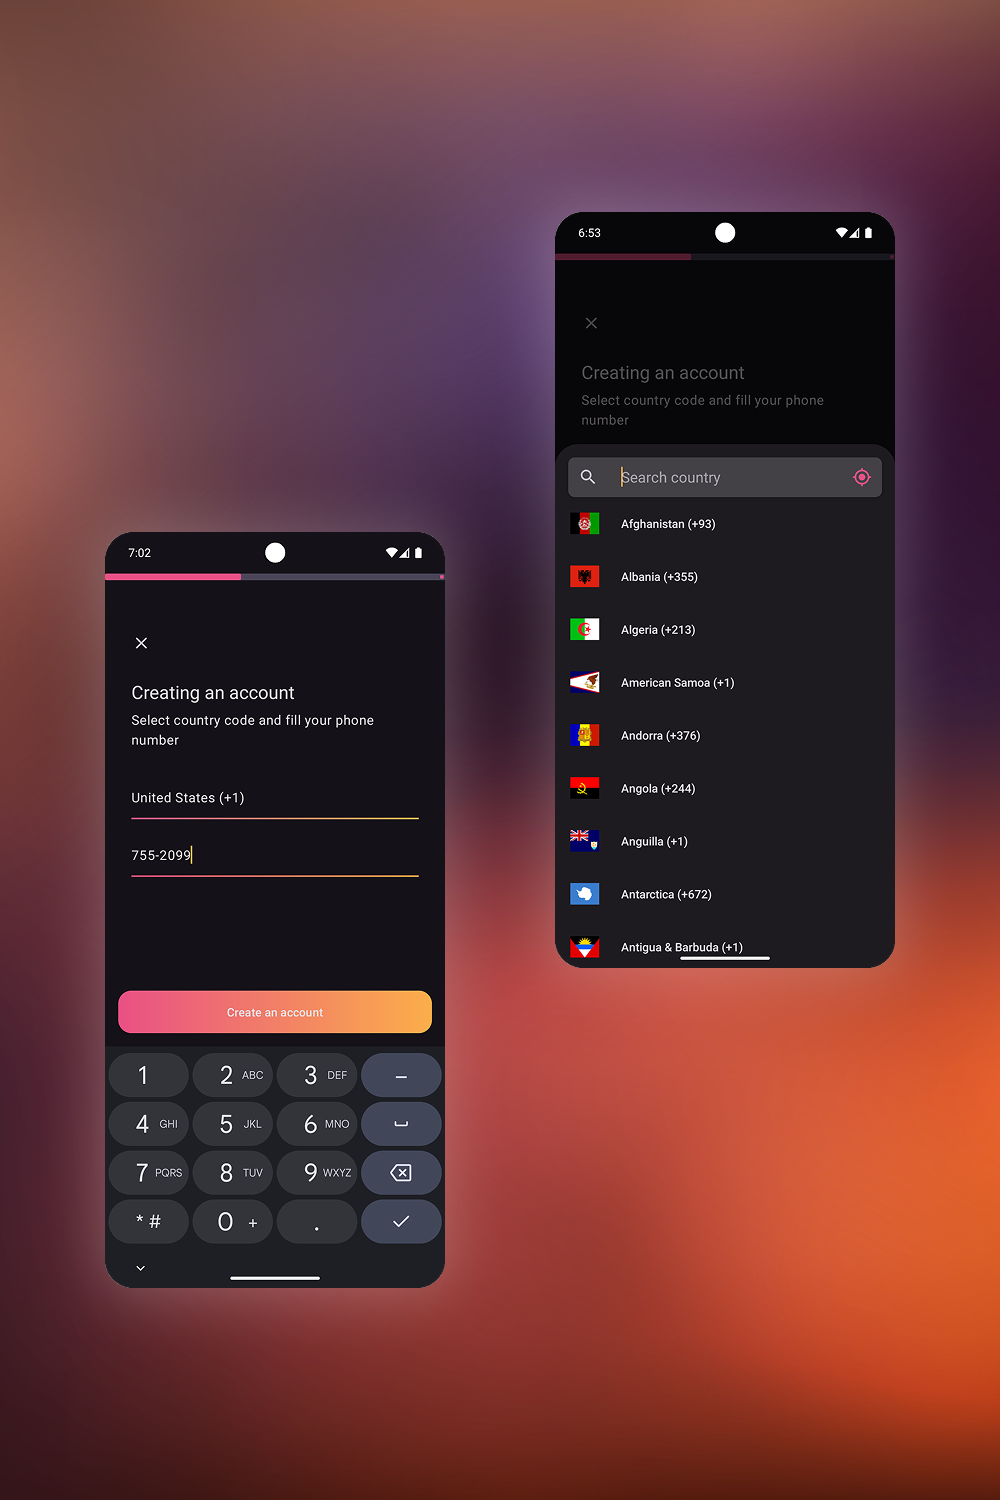 6:53
Creating an account
Select country code and fill your phone
number
Search country
Afghanistan (+93)
Albania (+355)
Algeria (+213)
American Samoa (+1)
Andorra (+376)
Angola (+244)
Anguilla (+1)
Antarctica (+672)
Antigua & Barbuda (+1)
7:02
Creating an account
Select country code and fill your phone
number
United States (+1)
755-2099
Create an account
1 2 ABC 3 DEF –
4 GHI 5 JKL 6 MNO
7 PQRS 8 TUV 9 WXYZ
* # 0 + .